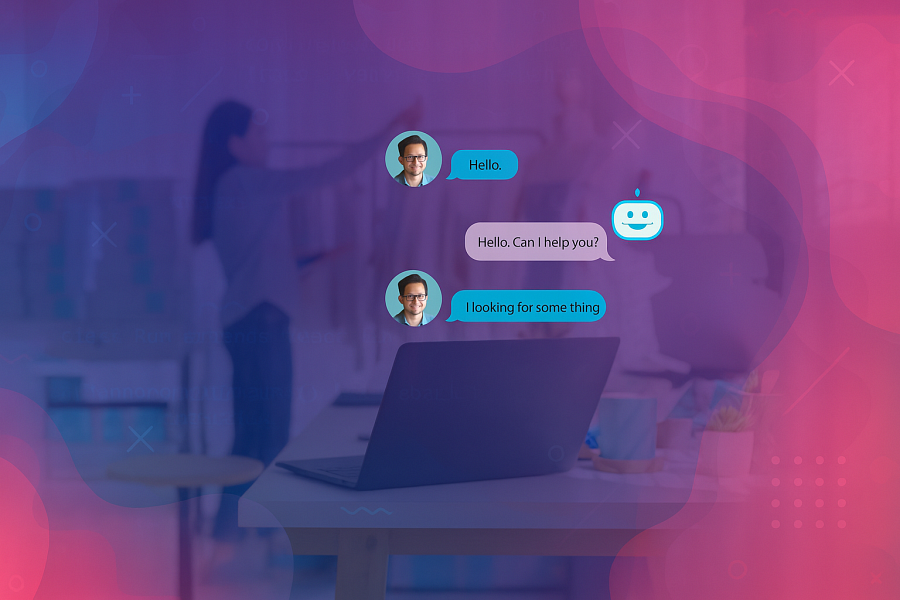 Hello.
Hello. Can I help you?
I looking for some thing